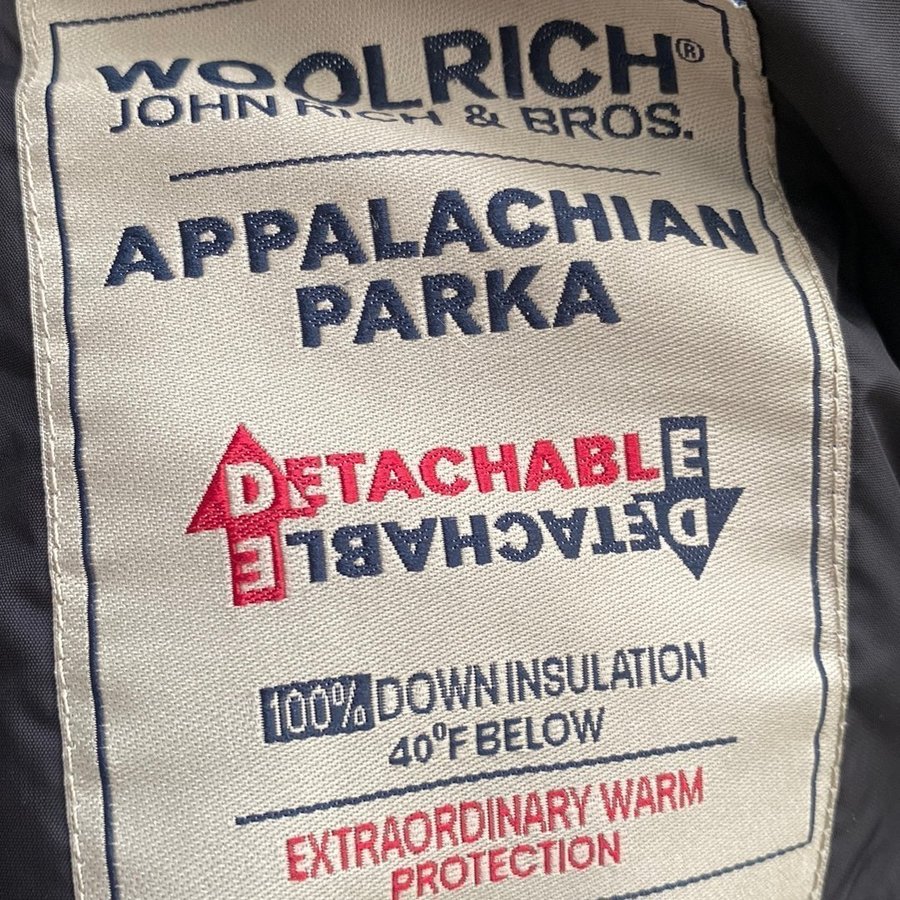 WOOLRICH®
JOHN RICH & BROS.
APPALACHIAN
PARKA
DETACHABLE
DETACHABLE
100% DOWN INSULATION
40°F BELOW
EXTRAORDINARY WARM
PROTECTION